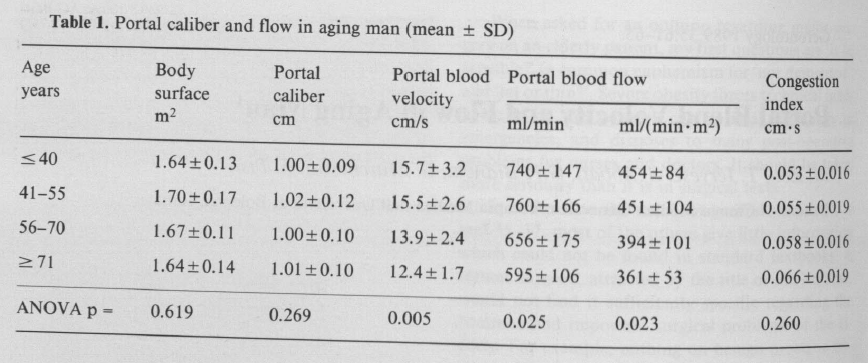 Table 1. Portal caliber and flow in aging man (mean ± SD)
Age years Body surface m² Portal caliber cm Portal blood velocity cm/s Portal blood flow ml/min ml/(min·m²) Congestion index cm·s
≤40 1.64±0.13 1.00±0.09 15.7±3.2 740±147 454±84 0.053±0.016
41–55 1.70±0.17 1.02±0.12 15.5±2.6 760±166 451±104 0.055±0.019
56–70 1.67±0.11 1.00±0.10 13.9±2.4 656±175 394±101 0.058±0.016
≥71 1.64±0.14 1.01±0.10 12.4±1.7 595±106 361±53 0.066±0.019
ANOVA p = 0.619 0.269 0.005 0.025 0.023 0.260